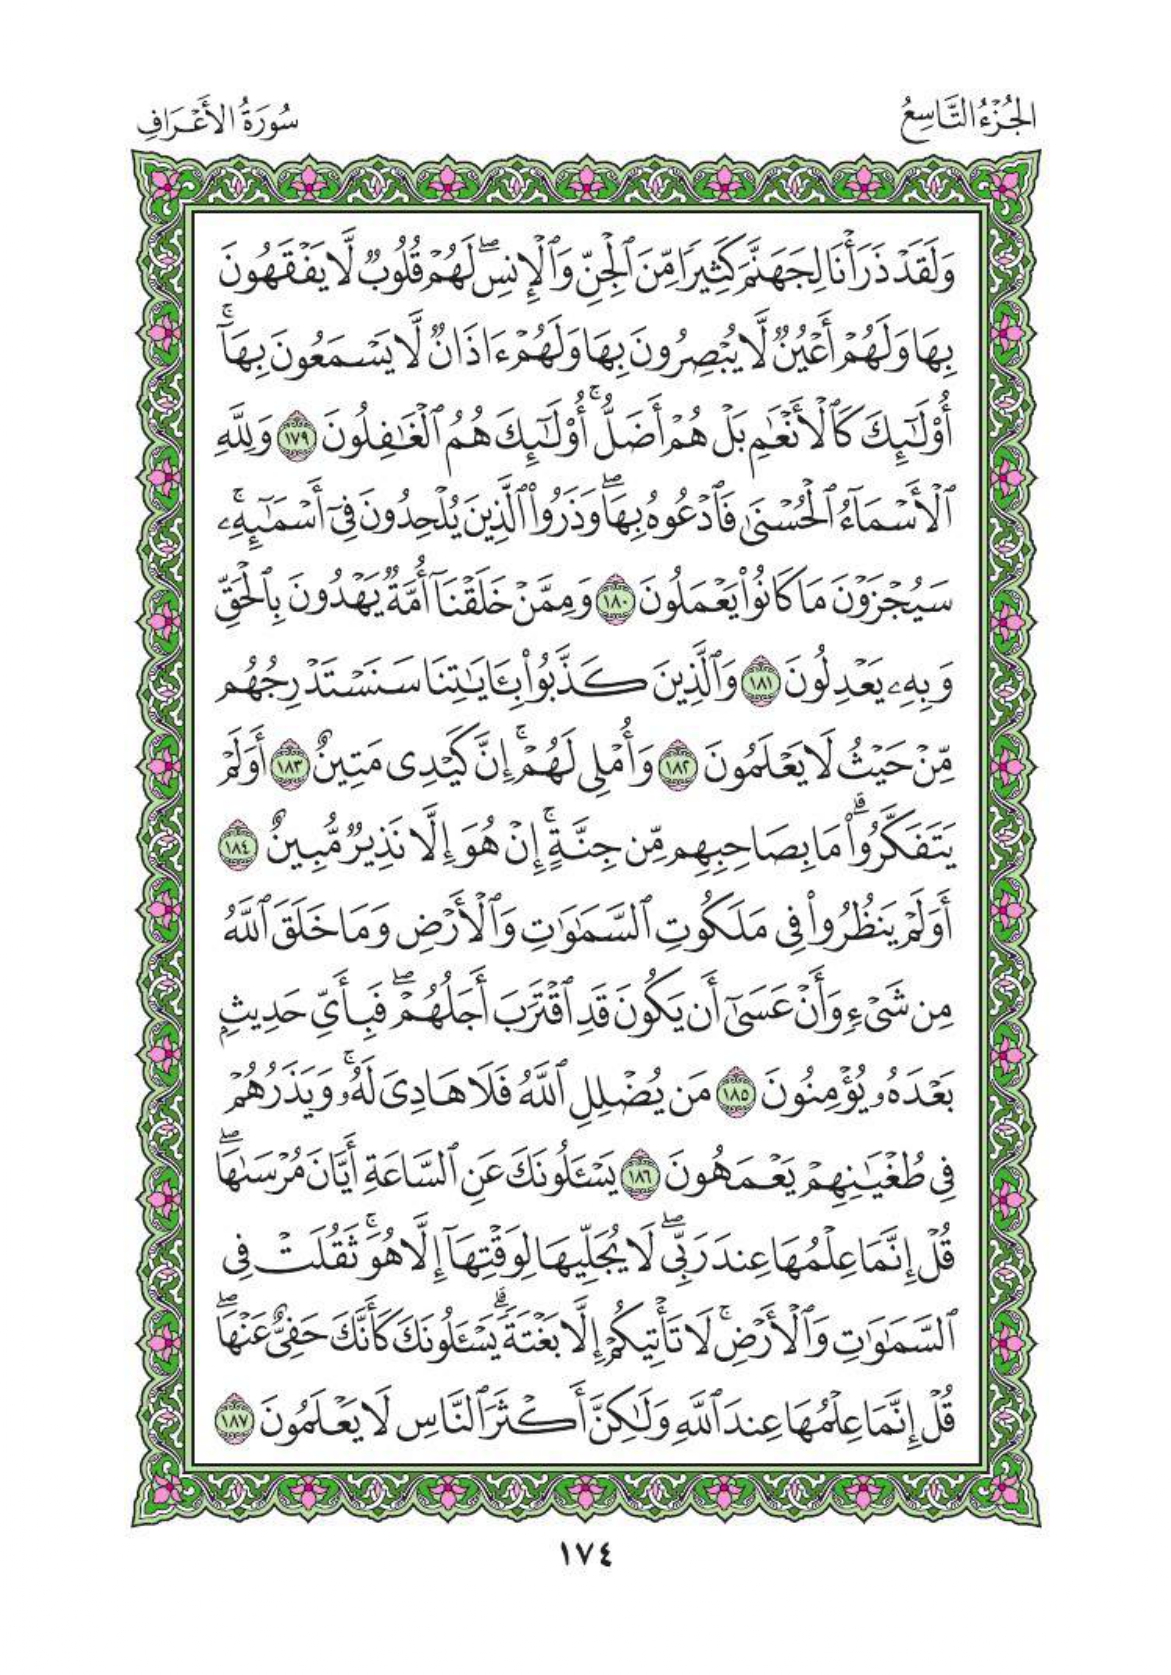 الجُزْءُ التَّاسِعُ
سُورَةُ الأَعْرَافِ
وَلَقَدْ ذَرَأْنَا لِجَهَنَّمَ كَثِيرًا مِّنَ ٱلْجِنِّ وَٱلْإِنسِ ۖ لَهُمْ قُلُوبٌ لَّا يَفْقَهُونَ
بِهَا وَلَهُمْ أَعْيُنٌ لَّا يُبْصِرُونَ بِهَا وَلَهُمْ ءَاذَانٌ لَّا يَسْمَعُونَ بِهَآ ۚ
أُو۟لَـٰٓئِكَ كَٱلْأَنْعَـٰمِ بَلْ هُمْ أَضَلُّ ۚ أُو۟لَـٰٓئِكَ هُمُ ٱلْغَـٰفِلُونَ ١٧٩ وَلِلَّهِ
ٱلْأَسْمَآءُ ٱلْحُسْنَىٰ فَٱدْعُوهُ بِهَا ۖ وَذَرُوا۟ ٱلَّذِينَ يُلْحِدُونَ فِىٓ أَسْمَـٰٓئِهِۦ ۚ
سَيُجْزَوْنَ مَا كَانُوا۟ يَعْمَلُونَ ١٨٠ وَمِمَّنْ خَلَقْنَآ أُمَّةٌ يَهْدُونَ بِٱلْحَقِّ
وَبِهِۦ يَعْدِلُونَ ١٨١ وَٱلَّذِينَ كَذَّبُوا۟ بِـَٔايَـٰتِنَا سَنَسْتَدْرِجُهُم
مِّنْ حَيْثُ لَا يَعْلَمُونَ ١٨٢ وَأُمْلِى لَهُمْ ۚ إِنَّ كَيْدِى مَتِينٌ ١٨٣ أَوَلَمْ
يَتَفَكَّرُوا۟ ۗ مَا بِصَاحِبِهِم مِّن جِنَّةٍ ۚ إِنْ هُوَ إِلَّا نَذِيرٌ مُّبِينٌ ١٨٤
أَوَلَمْ يَنظُرُوا۟ فِى مَلَكُوتِ ٱلسَّمَـٰوَٰتِ وَٱلْأَرْضِ وَمَا خَلَقَ ٱللَّهُ
مِن شَىْءٍ وَأَنْ عَسَىٰٓ أَن يَكُونَ قَدِ ٱقْتَرَبَ أَجَلُهُمْ ۖ فَبِأَىِّ حَدِيثٍۭ
بَعْدَهُۥ يُؤْمِنُونَ ١٨٥ مَن يُضْلِلِ ٱللَّهُ فَلَا هَادِىَ لَهُۥ ۚ وَيَذَرُهُمْ
فِى طُغْيَـٰنِهِمْ يَعْمَهُونَ ١٨٦ يَسْـَٔلُونَكَ عَنِ ٱلسَّاعَةِ أَيَّانَ مُرْسَىٰهَا ۖ
قُلْ إِنَّمَا عِلْمُهَا عِندَ رَبِّى ۖ لَا يُجَلِّيهَا لِوَقْتِهَآ إِلَّا هُوَ ۚ ثَقُلَتْ فِى
ٱلسَّمَـٰوَٰتِ وَٱلْأَرْضِ ۚ لَا تَأْتِيكُمْ إِلَّا بَغْتَةً ۗ يَسْـَٔلُونَكَ كَأَنَّكَ حَفِىٌّ عَنْهَا ۖ
قُلْ إِنَّمَا عِلْمُهَا عِندَ ٱللَّهِ وَلَـٰكِنَّ أَكْثَرَ ٱلنَّاسِ لَا يَعْلَمُونَ ١٨٧
١٧٤